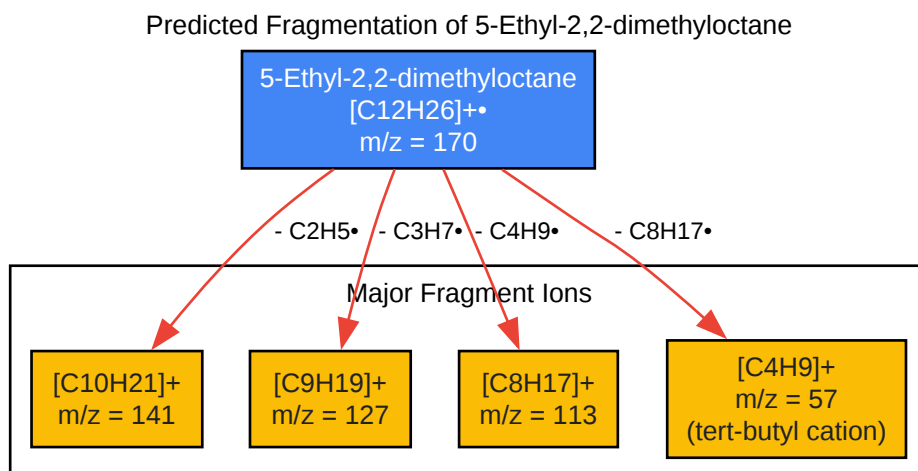 Predicted Fragmentation of 5-Ethyl-2,2-dimethyloctane
5-Ethyl-2,2-dimethyloctane
[C12H26]+•
m/z = 170
- C2H5•
- C3H7•
- C4H9•
- C8H17•
Major Fragment Ions
[C10H21]+
m/z = 141
[C9H19]+
m/z = 127
[C8H17]+
m/z = 113
[C4H9]+
m/z = 57
(tert-butyl cation)